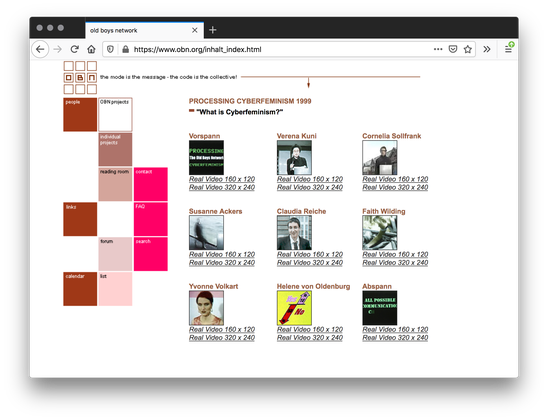 old boys network
https://www.obn.org/inhalt_index.html
OBN
the mode is the message - the code is the collective!
people
OBN projects
individual
projects
reading room
contact
links
FAQ
forum
search
calendar
list
PROCESSING CYBERFEMINISM 1999
"What is Cyberfeminism?"
Vorspann
Verena Kuni
Cornelia Sollfrank
PROCESSING
The Old Boys Network
CYBERFEMINISM
Real Video 160 x 120
Real Video 160 x 120
Real Video 160 x 120
Real Video 320 x 240
Real Video 320 x 240
Real Video 320 x 240
Susanne Ackers
Claudia Reiche
Faith Wilding
Real Video 160 x 120
Real Video 160 x 120
Real Video 160 x 120
Real Video 320 x 240
Real Video 320 x 240
Real Video 320 x 240
Yvonne Volkart
Helene von Oldenburg
Abspann
No
ALL POSSIBLE
COMMUNICATIO
Real Video 160 x 120
Real Video 160 x 120
Real Video 160 x 120
Real Video 320 x 240
Real Video 320 x 240
Real Video 320 x 240